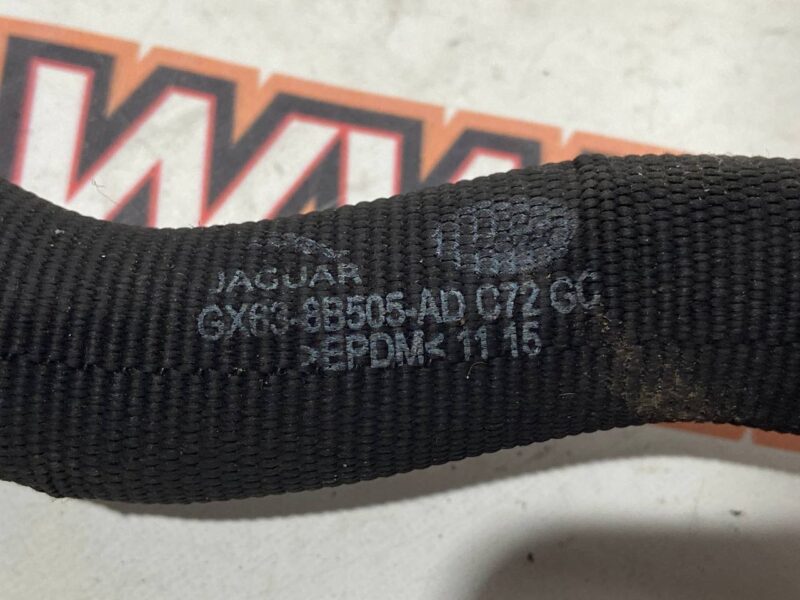 JAGUAR
GX63-8B505-AD C72 GC
>EPDM< 11 15